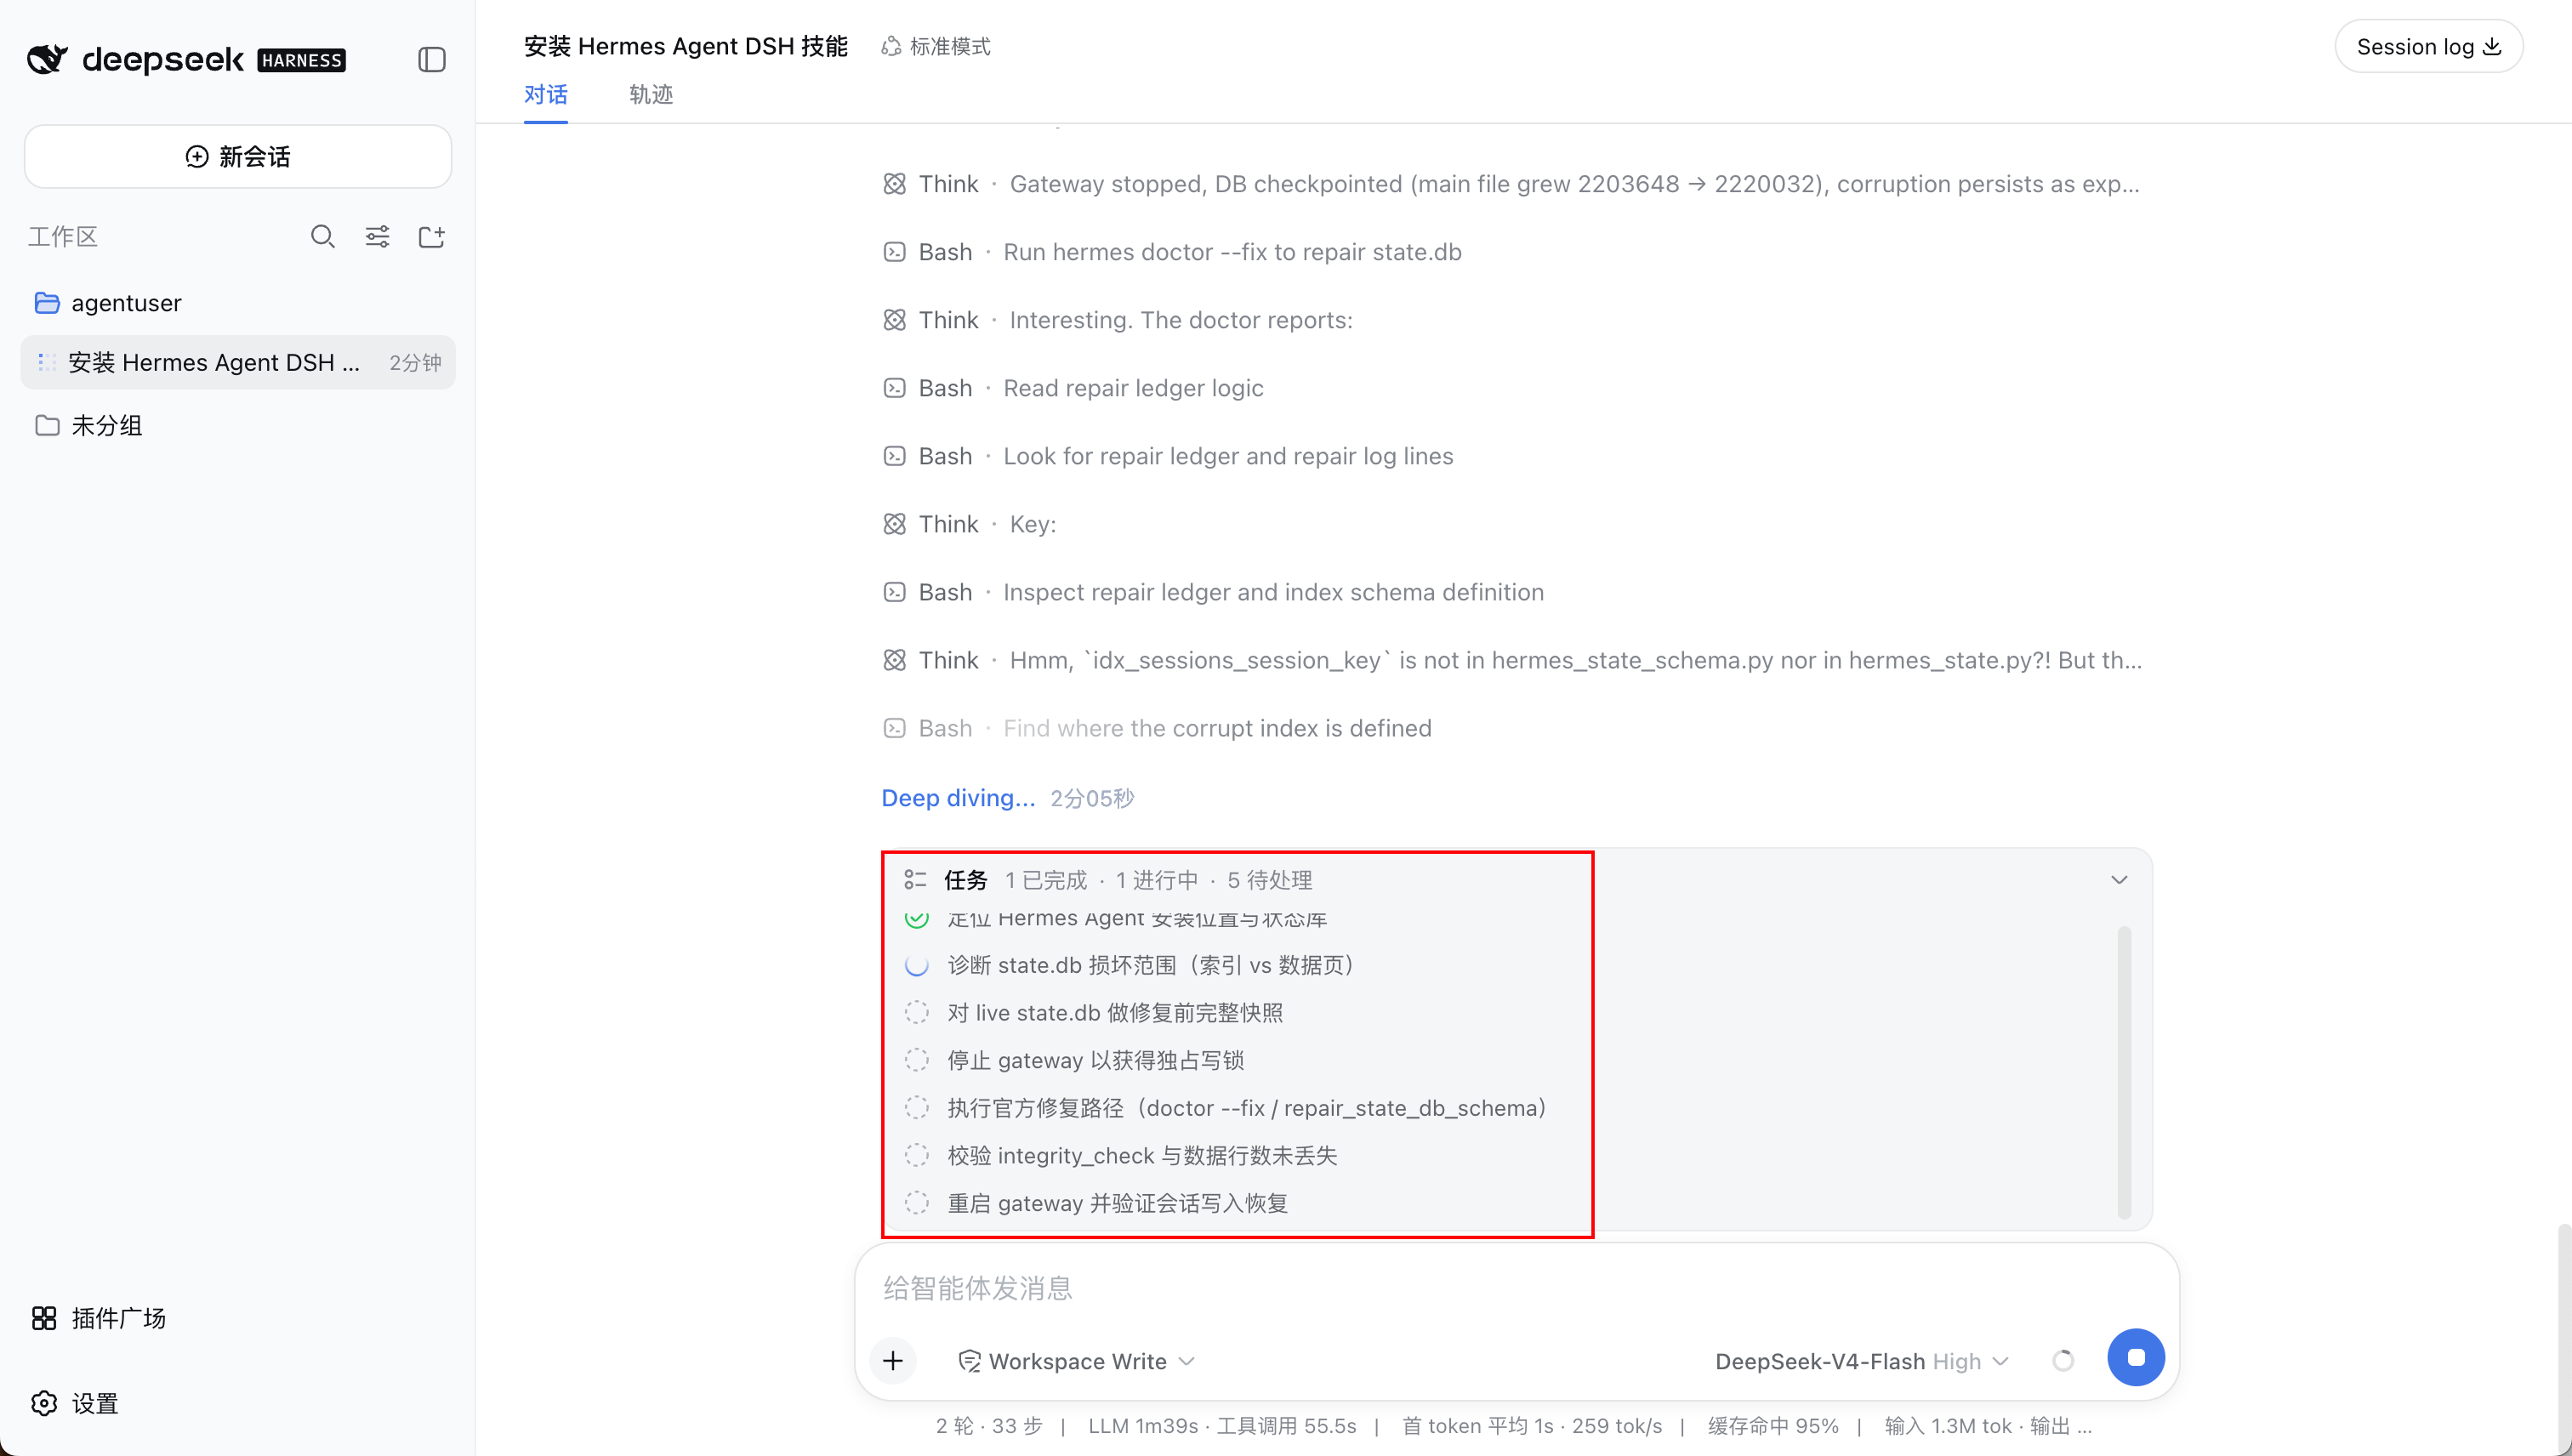 deepseek HARNESS
新会话
工作区
agentuser
安装 Hermes Agent DSH ... 2分钟
未分组
插件广场
设置
安装 Hermes Agent DSH 技能 标准模式
Session log
对话 轨迹
Think · Gateway stopped, DB checkpointed (main file grew 2203648 → 2220032), corruption persists as exp...
Bash · Run hermes doctor --fix to repair state.db
Think · Interesting. The doctor reports:
Bash · Read repair ledger logic
Bash · Look for repair ledger and repair log lines
Think · Key:
Bash · Inspect repair ledger and index schema definition
Think · Hmm, `idx_sessions_session_key` is not in hermes_state_schema.py nor in hermes_state.py?! But th...
Bash · Find where the corrupt index is defined
Deep diving... 2分05秒
任务 1 已完成 · 1 进行中 · 5 待处理
定位 Hermes Agent 安装位置与状态库
诊断 state.db 损坏范围（索引 vs 数据页）
对 live state.db 做修复前完整快照
停止 gateway 以获得独占写锁
执行官方修复路径（doctor --fix / repair_state_db_schema）
校验 integrity_check 与数据行数未丢失
重启 gateway 并验证会话写入恢复
给智能体发消息
Workspace Write
DeepSeek-V4-Flash High
2 轮 · 33 步 | LLM 1m39s · 工具调用 55.5s | 首 token 平均 1s · 259 tok/s | 缓存命中 95% | 输入 1.3M tok · 输出 ...